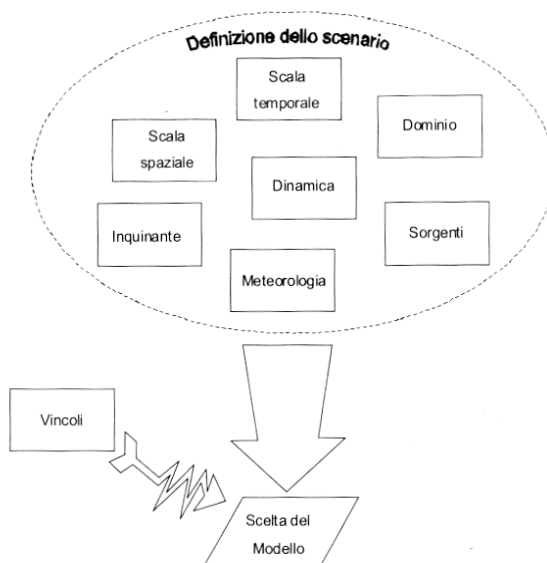 Definizione dello scenario
Scala
temporale
Dominio
Scala
spaziale
Dinamica
Inquinante
Sorgenti
Meteorologia
Vincoli
Scelta del
Modello